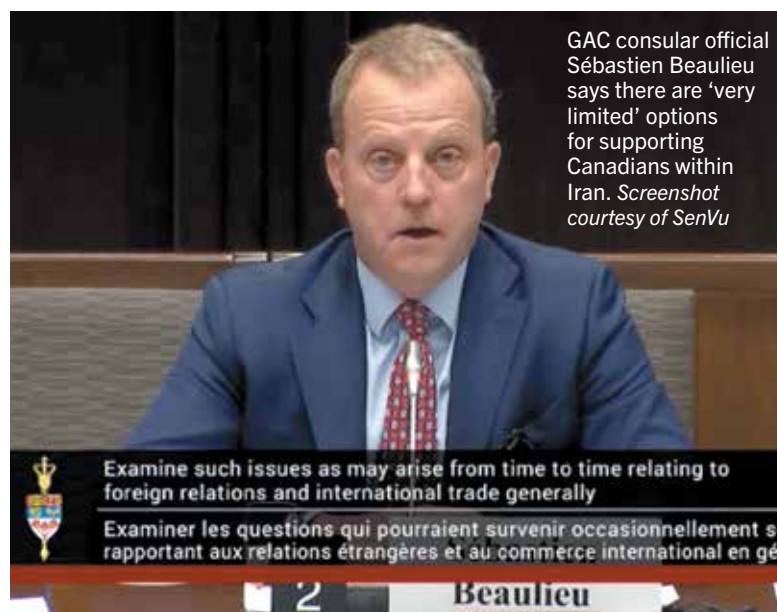 GAC consular official
Sébastien Beaulieu
says there are ‘very
limited’ options
for supporting
Canadians within
Iran. Screenshot
courtesy of SenVu
Examine such issues as may arise from time to time relating to
foreign relations and international trade generally
Examiner les questions qui pourraient survenir occasionnellement s
rapportant aux relations étrangères et au commerce international en gé
2
Beaulieu